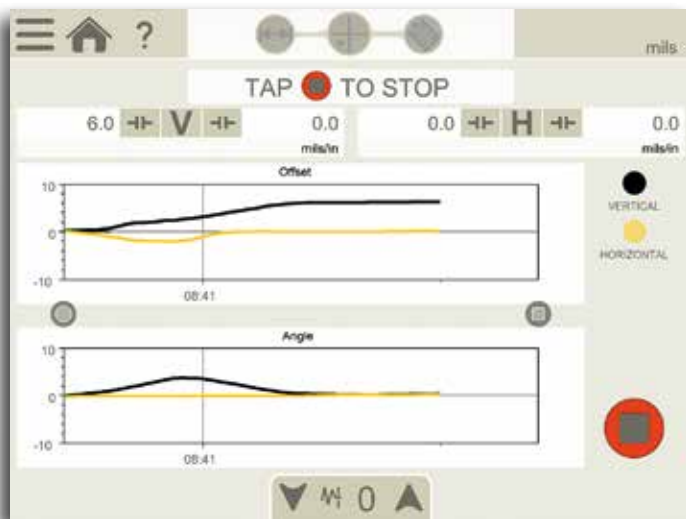 ?
mils
TAP TO STOP
6.0 V 0.0
mils/in
0.0 H 0.0
mils/in
Offset
10
0
-10
08:41
VERTICAL
HORIZONTAL
Angle
10
0
-10
08:41
0